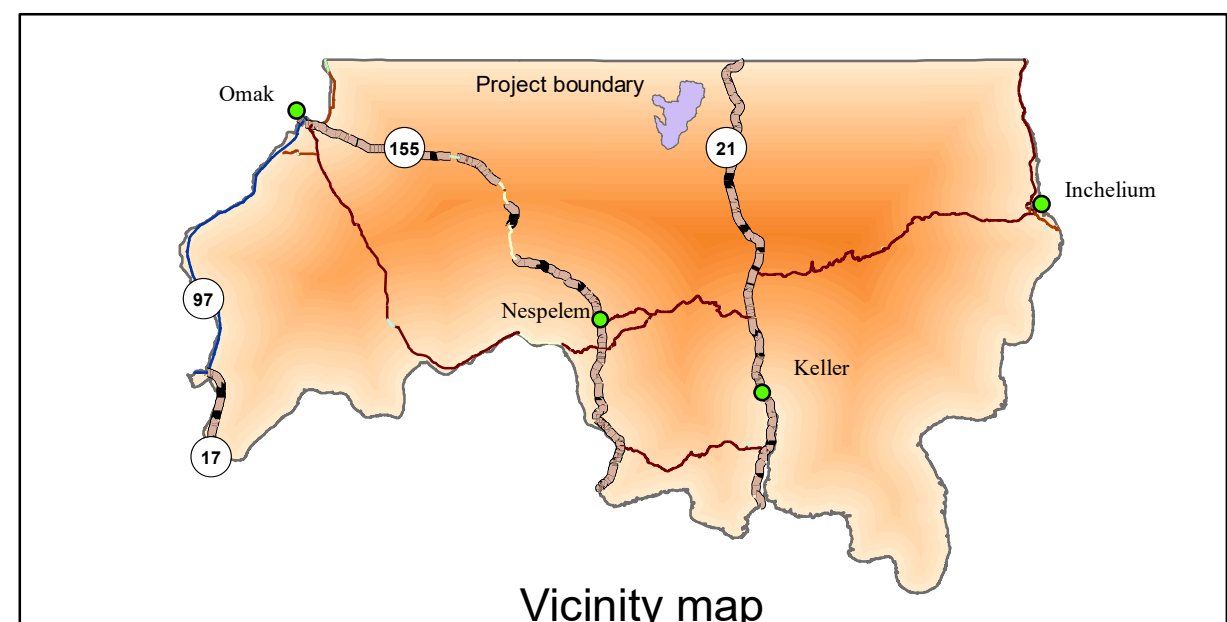 Project boundary
Omak
155
21
Inchelium
97
Nespelem
Keller
17
Vicinity map